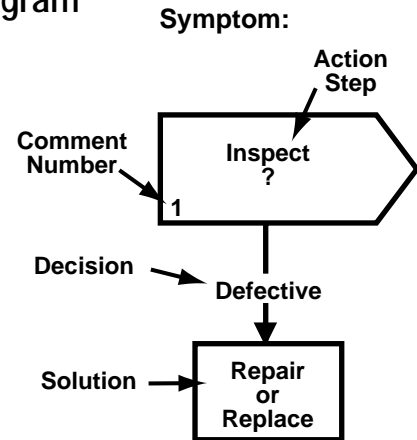 gram
Symptom:
Action
Step
Comment
Number
Inspect
?
1
Decision
Defective
Solution
Repair
or
Replace